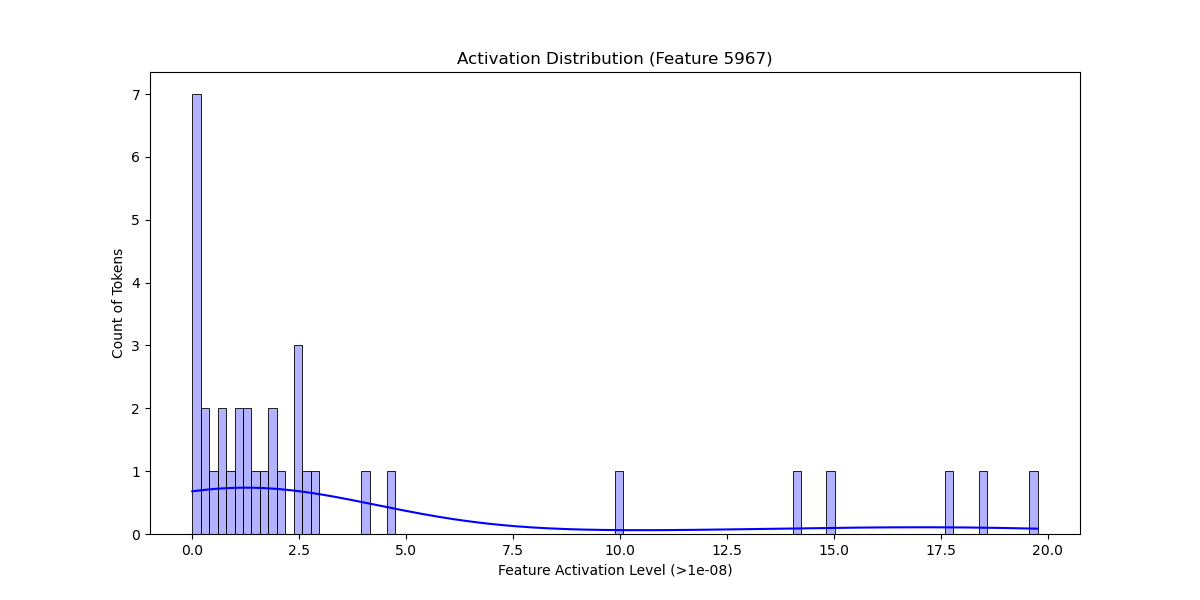 Activation Distribution (Feature 5967)
Count of Tokens
7
6
5
4
3
2
1
0
0.0 2.5 5.0 7.5 10.0 12.5 15.0 17.5 20.0
Feature Activation Level (>1e-08)